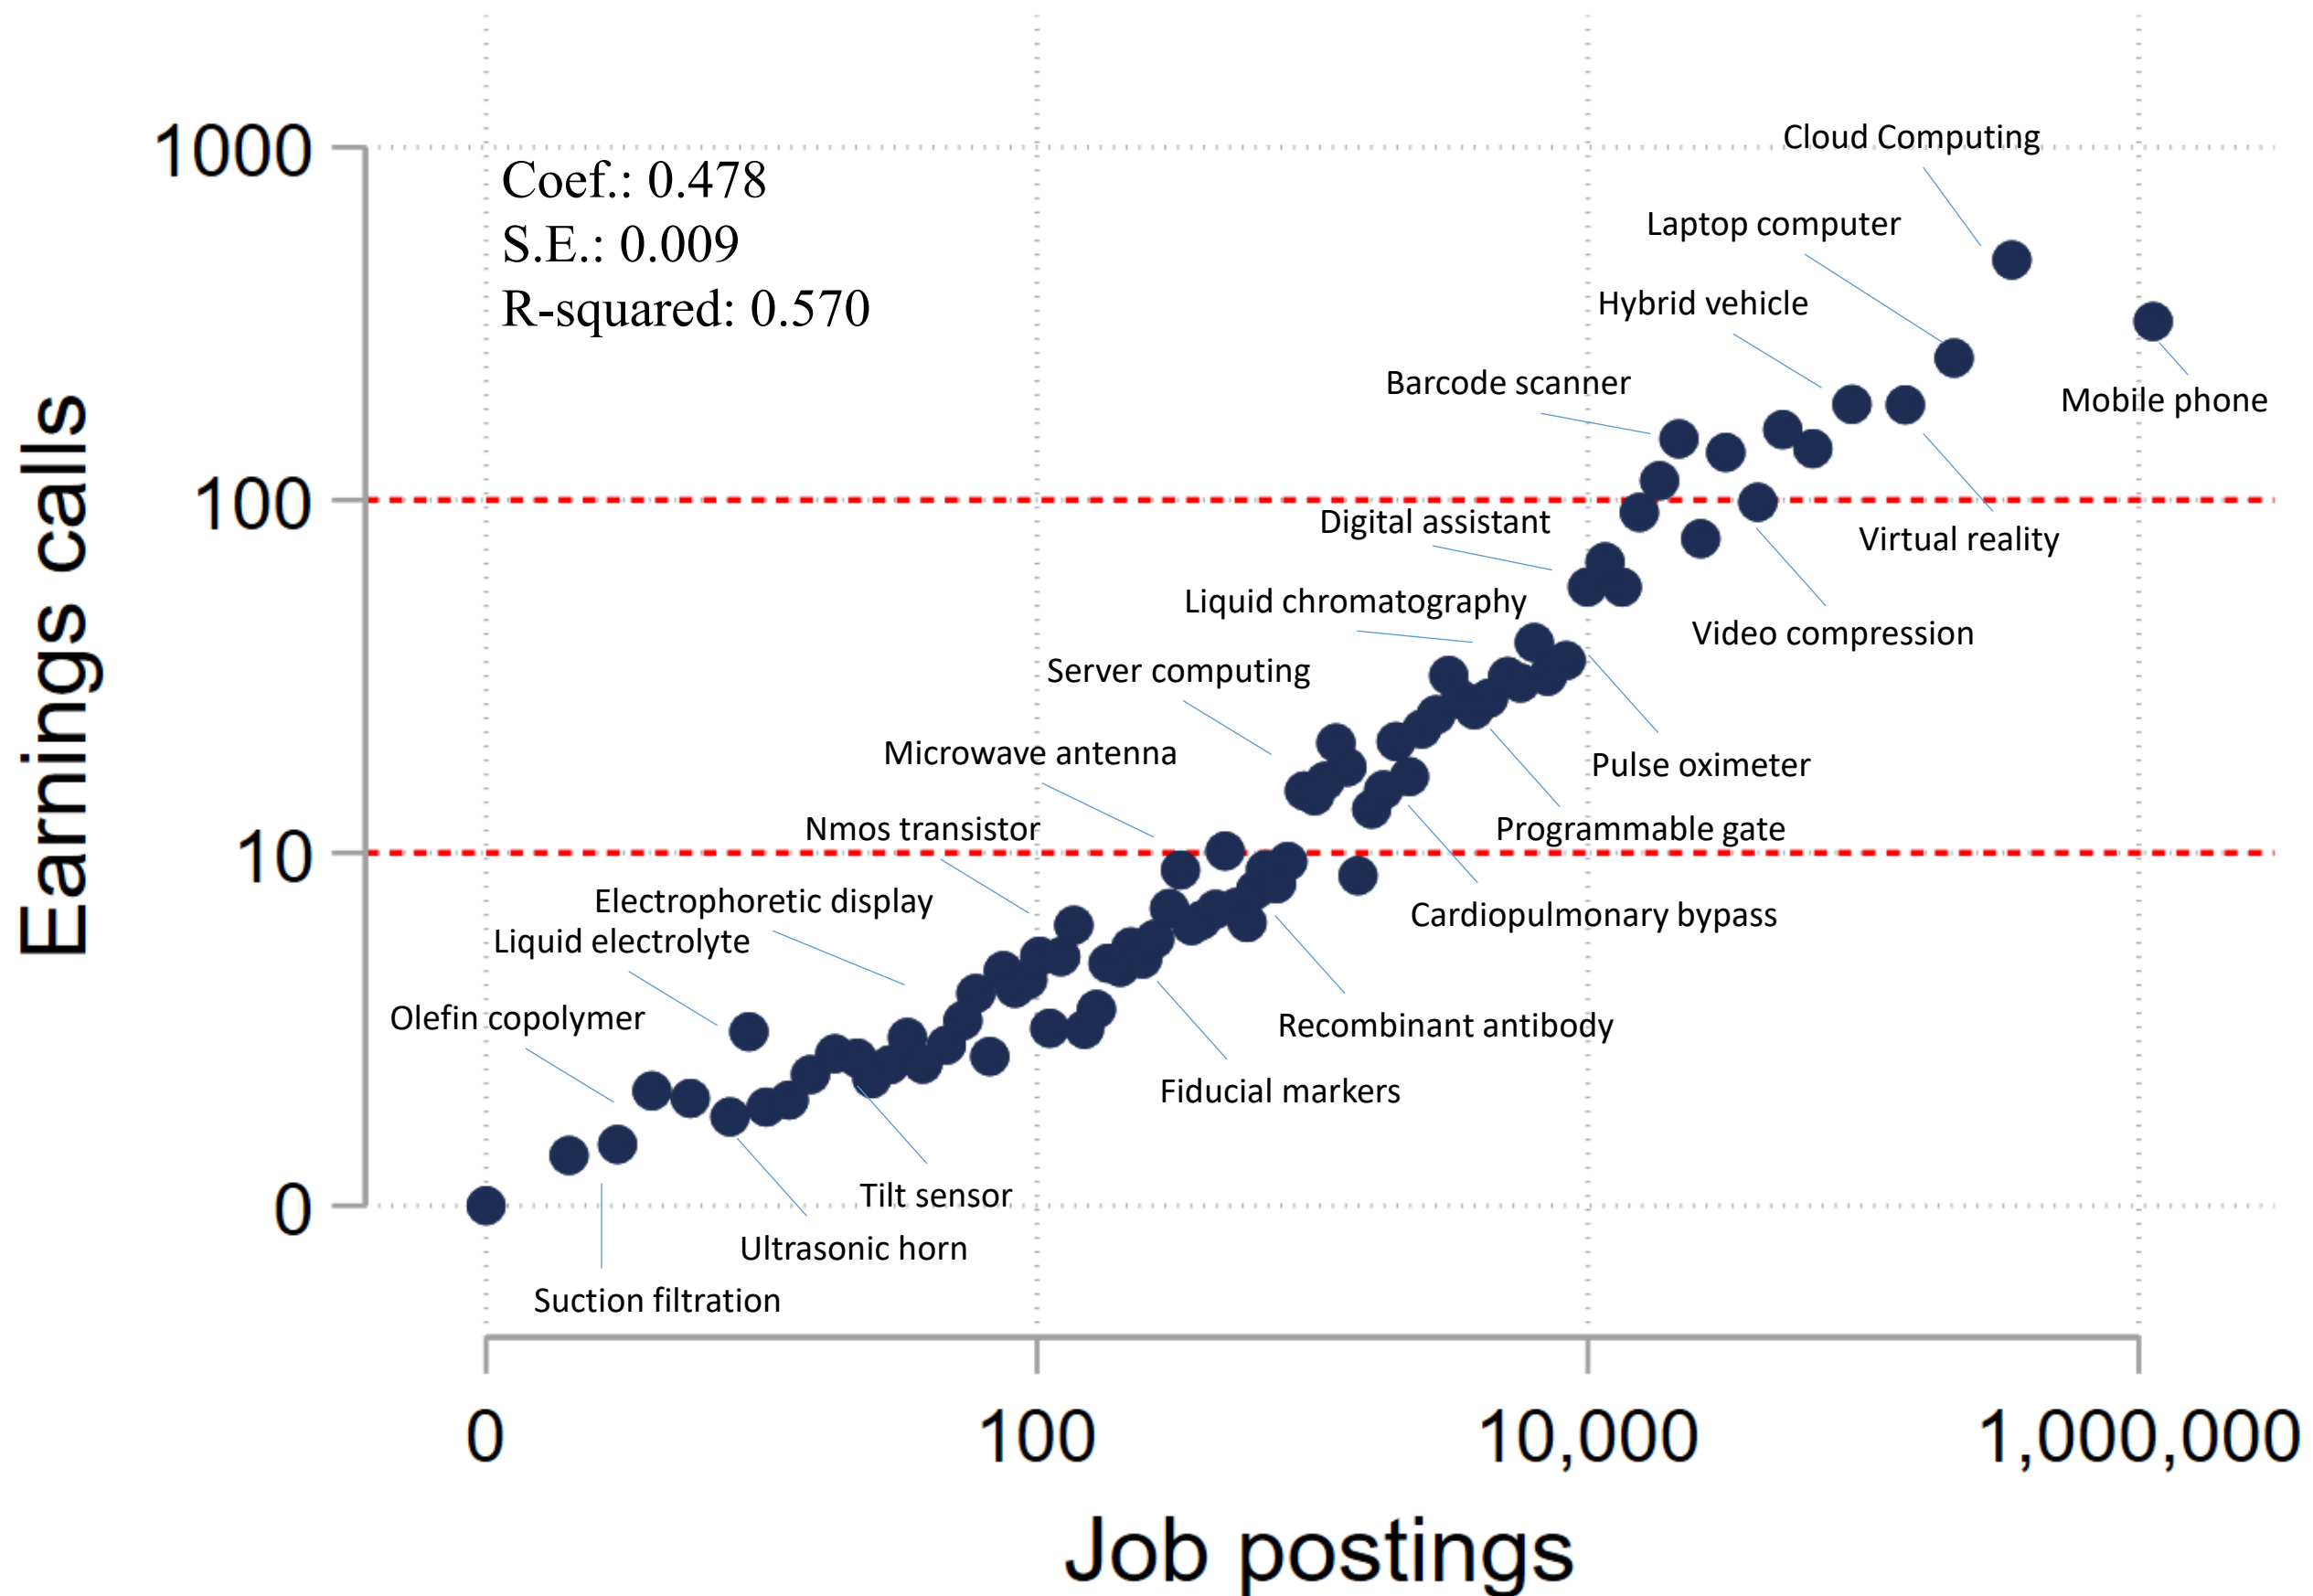 Cloud Computing
1000
Coef.: 0.478
S.E.: 0.009
R-squared: 0.570
Laptop computer
Hybrid vehicle
Barcode scanner
Mobile phone
100
Digital assistant
Virtual reality
Liquid chromatography
Video compression
Server computing
Microwave antenna
Pulse oximeter
Nmos transistor
Programmable gate
10
Electrophoretic display
Cardiopulmonary bypass
Liquid electrolyte
Olefin copolymer
Recombinant antibody
Fiducial markers
Tilt sensor
0
Ultrasonic horn
Suction filtration
Earnings calls
0
100
10,000
1,000,000
Job postings